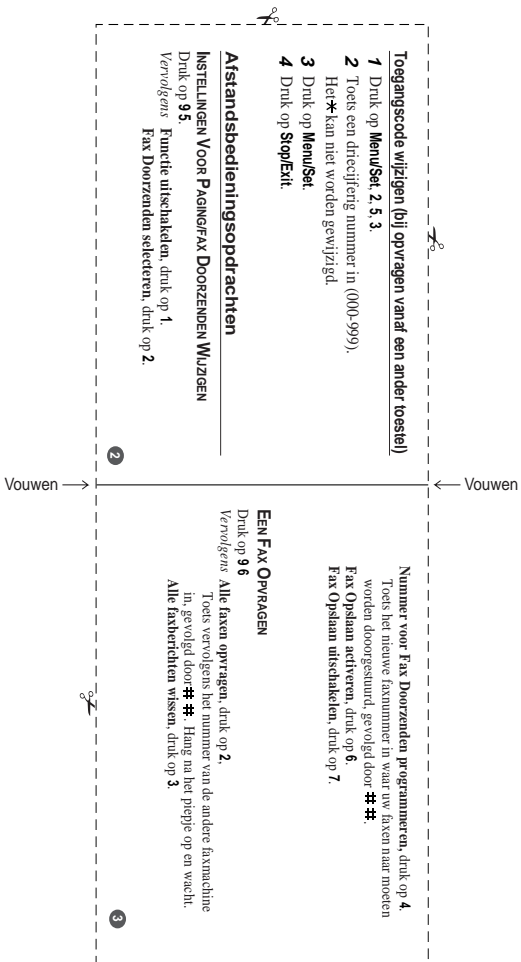 Toegangscode wijzigen (bij opvragen vanaf een ander toestel)
1 Druk op Menu/Set, 2, 5, 3.
2 Toets een driecijferig nummer in (000-999).
Het ✱ kan niet worden gewijzigd.
3 Druk op Menu/Set.
4 Druk op Stop/Exit.
Afstandsbedieningsopdrachten
INSTELLINGEN VOOR PAGING/FAX DOORZENDEN WIJZIGEN
Druk op 9 5.
Vervolgens Functie uitschakelen, druk op 1.
Fax Doorzenden selecteren, druk op 2.
2
Vouwen
Vouwen
Nummer voor Fax Doorzenden programmeren, druk op 4.
Toets het nieuwe faxnummer in waar uw faxen naar moeten
worden dooorgestuurd, gevolgd door # #.
Fax Opslaan activeren, druk op 6.
Fax Opslaan uitschakelen, druk op 7.
EEN FAX OPVRAGEN
Druk op 9 6
Vervolgens Alle faxen opvragen, druk op 2,
Toets vervolgens het nummer van de andere faxmachine
in, gevolgd door # #. Hang na het piepje op en wacht.
Alle faxberichten wissen, druk op 3.
3